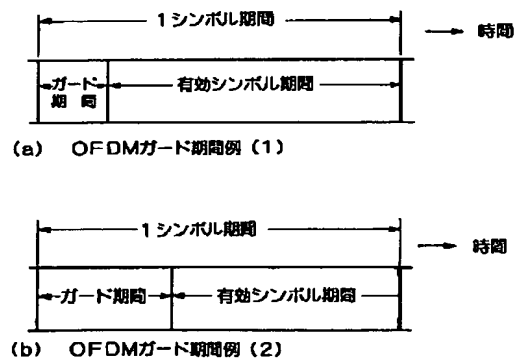 1シンボル期間
時間
ガード
期 間
有効シンボル期間
(a) OFDMガード期間例(1)
1シンボル期間
時間
ガード期間
有効シンボル期間
(b) OFDMガード期間例(2)